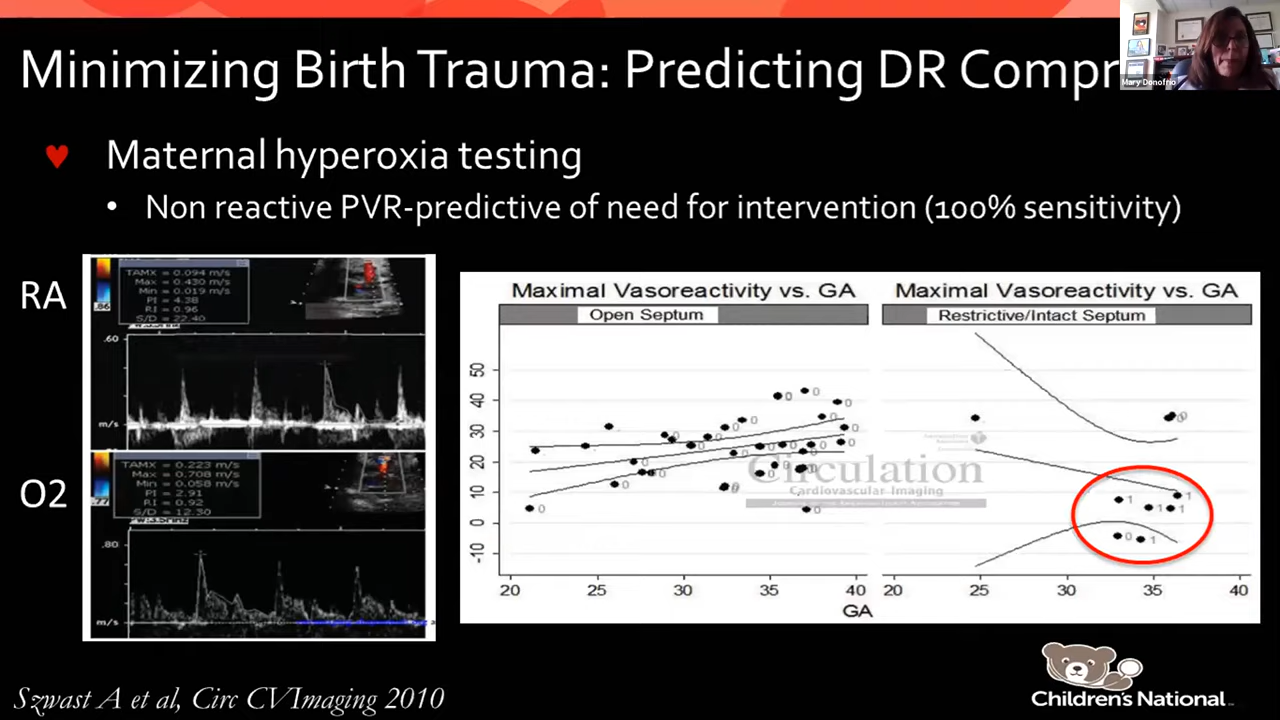 Minimizing Birth Trauma: Predicting DR Compr
Mary Donofrio
Maternal hyperoxia testing
• Non reactive PVR-predictive of need for intervention (100% sensitivity)
RA
TAMX = 0.094 m/s
Max = 0.430 m/s
Min = 0.019 m/s
PI = 4.38
RI = 0.96
S/D = 22.40
.86
.60
m/s
O2
TAMX = 0.223 m/s
Max = 0.708 m/s
Min = 0.058 m/s
PI = 2.91
RI = 0.92
S/D = 12.30
.77
.80
m/s
Maximal Vasoreactivity vs. GA
Open Septum
Maximal Vasoreactivity vs. GA
Restrictive/Intact Septum
50
40
30
20
10
0
-10
20 25 30 35 40
20 25 30 35 40
GA
Circulation
Cardiovascular Imaging
Szwast A et al, Circ CVImaging 2010
Children's National